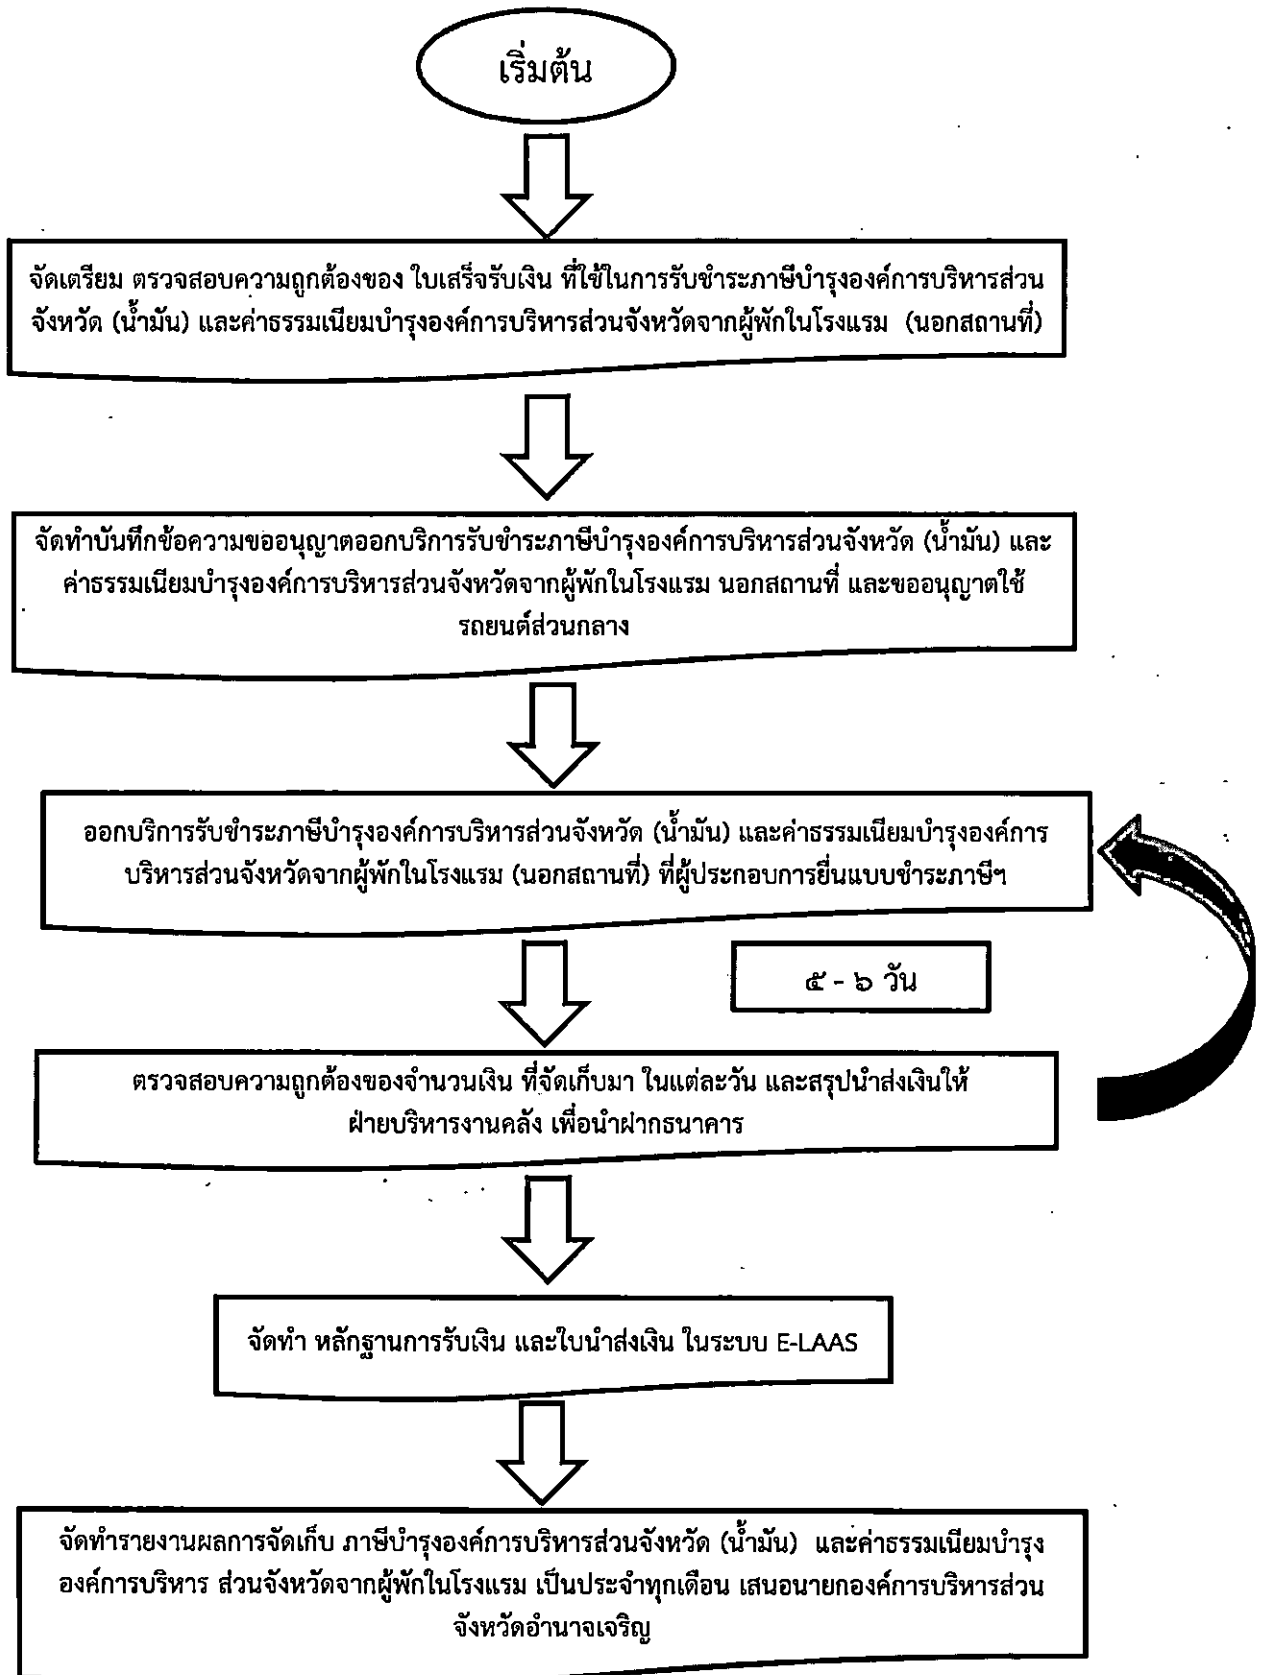 เริ่มต้น
จัดเตรียม ตรวจสอบความถูกต้องของ ใบเสร็จรับเงิน ที่ใช้ในการรับชำระภาษีบำรุงองค์การบริหารส่วน
จังหวัด (น้ำมัน) และค่าธรรมเนียมบำรุงองค์การบริหารส่วนจังหวัดจากผู้พักในโรงแรม (นอกสถานที่)
จัดทำบันทึกข้อความขออนุญาตออกบริการรับชำระภาษีบำรุงองค์การบริหารส่วนจังหวัด (น้ำมัน) และ
ค่าธรรมเนียมบำรุงองค์การบริหารส่วนจังหวัดจากผู้พักในโรงแรม นอกสถานที่ และขออนุญาตใช้
รถยนต์ส่วนกลาง
ออกบริการรับชำระภาษีบำรุงองค์การบริหารส่วนจังหวัด (น้ำมัน) และค่าธรรมเนียมบำรุงองค์การ
บริหารส่วนจังหวัดจากผู้พักในโรงแรม (นอกสถานที่) ที่ผู้ประกอบการยื่นแบบชำระภาษีฯ
๕ - ๖ วัน
ตรวจสอบความถูกต้องของจำนวนเงิน ที่จัดเก็บมา ในแต่ละวัน และสรุปนำส่งเงินให้
ฝ่ายบริหารงานคลัง เพื่อนำฝากธนาคาร
จัดทำ หลักฐานการรับเงิน และใบนำส่งเงิน ในระบบ E-LAAS
จัดทำรายงานผลการจัดเก็บ ภาษีบำรุงองค์การบริหารส่วนจังหวัด (น้ำมัน) และค่าธรรมเนียมบำรุง
องค์การบริหาร ส่วนจังหวัดจากผู้พักในโรงแรม เป็นประจำทุกเดือน เสนอนายกองค์การบริหารส่วน
จังหวัดอำนาจเจริญ